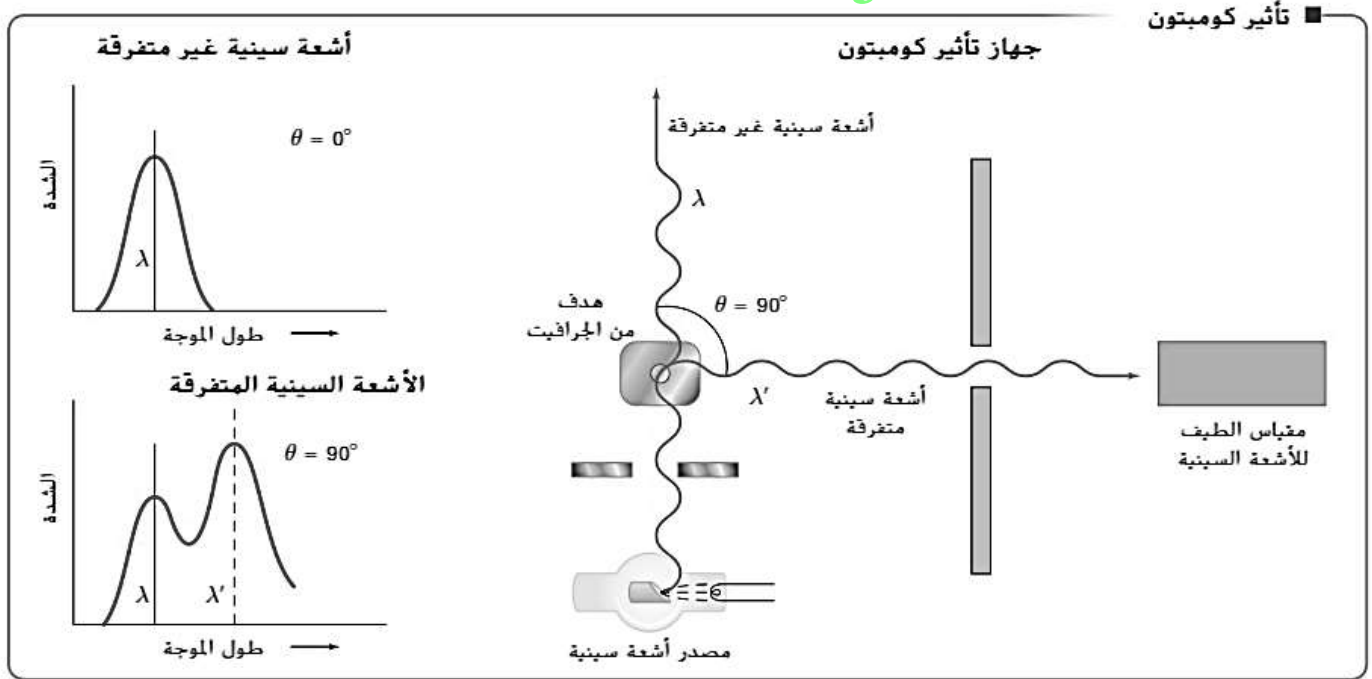 تأثير كومبتون
جهاز تأثير كومبتون
أشعة سينية غير متفرقة
λ
θ = 90°
هدف
من الجرافيت
λ′
أشعة سينية
متفرقة
مقياس الطيف
للأشعة السينية
مصدر أشعة سينية
أشعة سينية غير متفرقة
θ = 0°
الشدة
λ
طول الموجة
الأشعة السينية المتفرقة
θ = 90°
الشدة
λ
λ′
طول الموجة